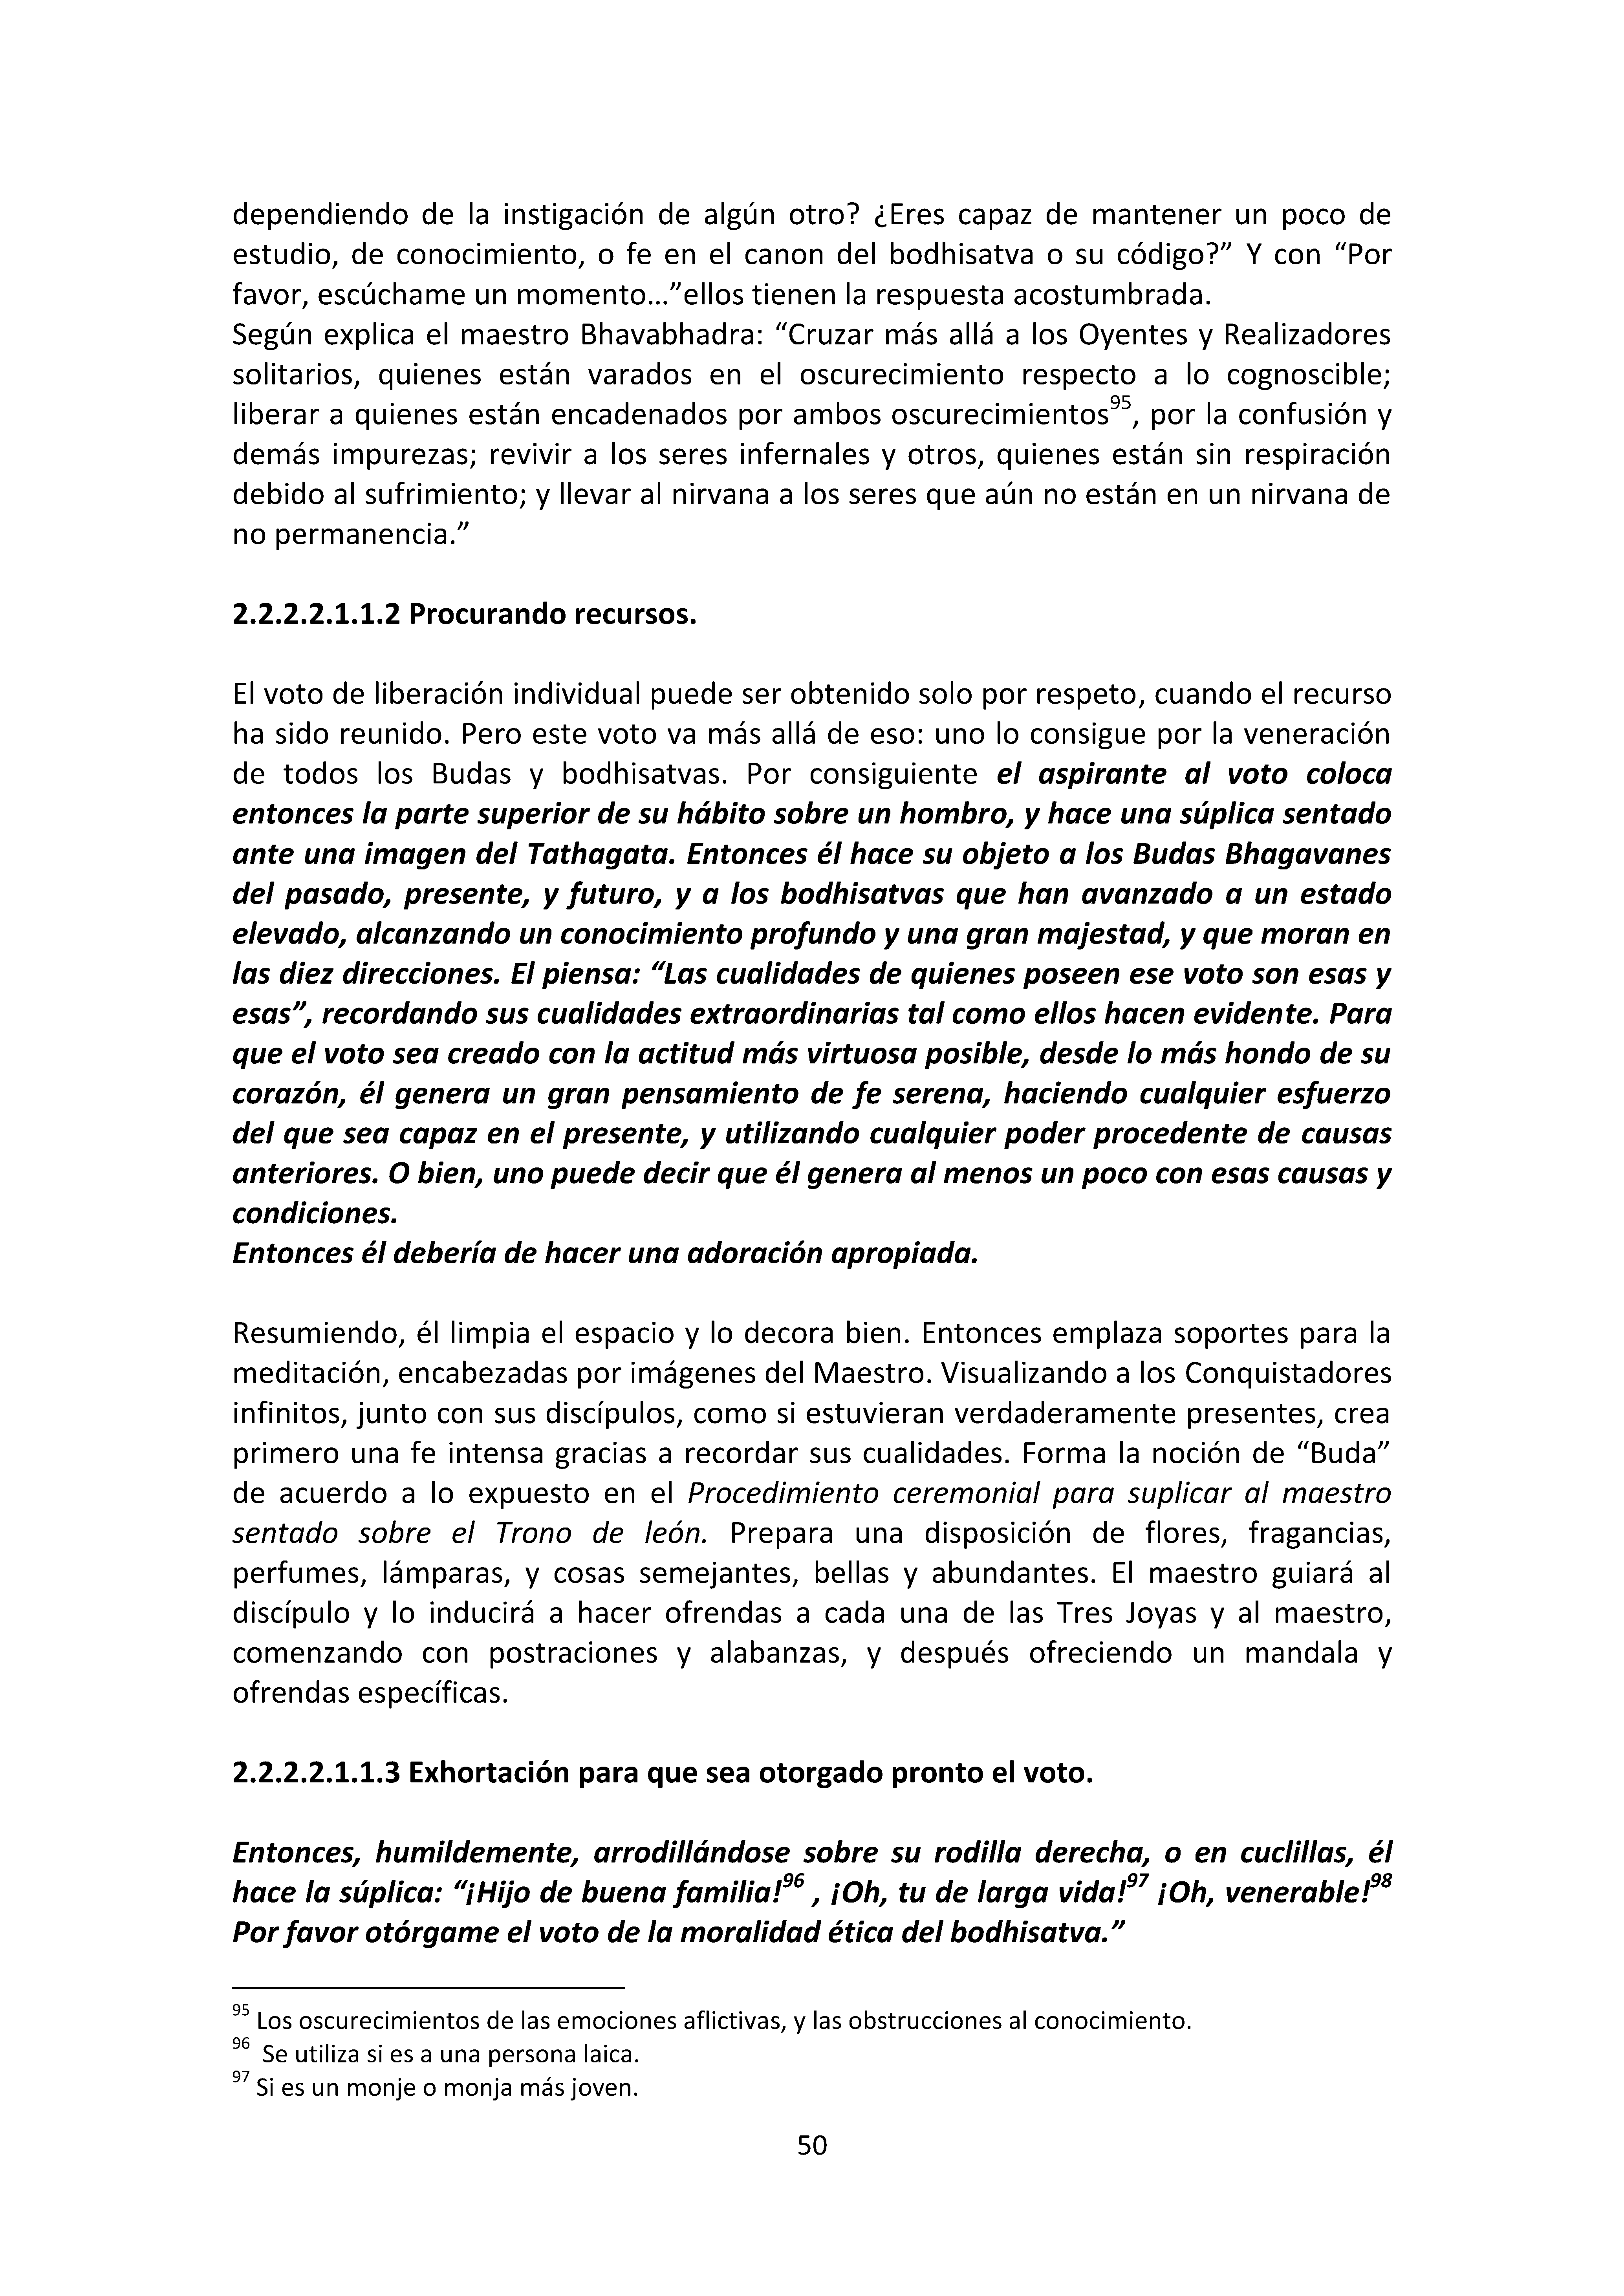 dependiendo de la instigación de algún otro? ¿Eres capaz de mantener un poco de
estudio, de conocimiento, o fe en el canon del bodhisatva o su código?” Y con “Por
favor, escúchame un momento…”ellos tienen la respuesta acostumbrada.
Según explica el maestro Bhavabhadra: “Cruzar más allá a los Oyentes y Realizadores
solitarios, quienes están varados en el oscurecimiento respecto a lo cognoscible;
liberar a quienes están encadenados por ambos oscurecimientos95, por la confusión y
demás impurezas; revivir a los seres infernales y otros, quienes están sin respiración
debido al sufrimiento; y llevar al nirvana a los seres que aún no están en un nirvana de
no permanencia.”
2.2.2.2.1.1.2 Procurando recursos.
El voto de liberación individual puede ser obtenido solo por respeto, cuando el recurso
ha sido reunido. Pero este voto va más allá de eso: uno lo consigue por la veneración
de todos los Budas y bodhisatvas. Por consiguiente el aspirante al voto coloca
entonces la parte superior de su hábito sobre un hombro, y hace una súplica sentado
ante una imagen del Tathagata. Entonces él hace su objeto a los Budas Bhagavanes
del pasado, presente, y futuro, y a los bodhisatvas que han avanzado a un estado
elevado, alcanzando un conocimiento profundo y una gran majestad, y que moran en
las diez direcciones. El piensa: “Las cualidades de quienes poseen ese voto son esas y
esas”, recordando sus cualidades extraordinarias tal como ellos hacen evidente. Para
que el voto sea creado con la actitud más virtuosa posible, desde lo más hondo de su
corazón, él genera un gran pensamiento de fe serena, haciendo cualquier esfuerzo
del que sea capaz en el presente, y utilizando cualquier poder procedente de causas
anteriores. O bien, uno puede decir que él genera al menos un poco con esas causas y
condiciones.
Entonces él debería de hacer una adoración apropiada.
Resumiendo, él limpia el espacio y lo decora bien. Entonces emplaza soportes para la
meditación, encabezadas por imágenes del Maestro. Visualizando a los Conquistadores
infinitos, junto con sus discípulos, como si estuvieran verdaderamente presentes, crea
primero una fe intensa gracias a recordar sus cualidades. Forma la noción de “Buda”
de acuerdo a lo expuesto en el Procedimiento ceremonial para suplicar al maestro
sentado sobre el Trono de león. Prepara una disposición de flores, fragancias,
perfumes, lámparas, y cosas semejantes, bellas y abundantes. El maestro guiará al
discípulo y lo inducirá a hacer ofrendas a cada una de las Tres Joyas y al maestro,
comenzando con postraciones y alabanzas, y después ofreciendo un mandala y
ofrendas específicas.
2.2.2.2.1.1.3 Exhortación para que sea otorgado pronto el voto.
Entonces, humildemente, arrodillándose sobre su rodilla derecha, o en cuclillas, él
hace la súplica: “¡Hijo de buena familia!96 , ¡Oh, tu de larga vida!97 ¡Oh, venerable!98
Por favor otórgame el voto de la moralidad ética del bodhisatva.”
95 Los oscurecimientos de las emociones aflictivas, y las obstrucciones al conocimiento.
96 Se utiliza si es a una persona laica.
97 Si es un monje o monja más joven.
50